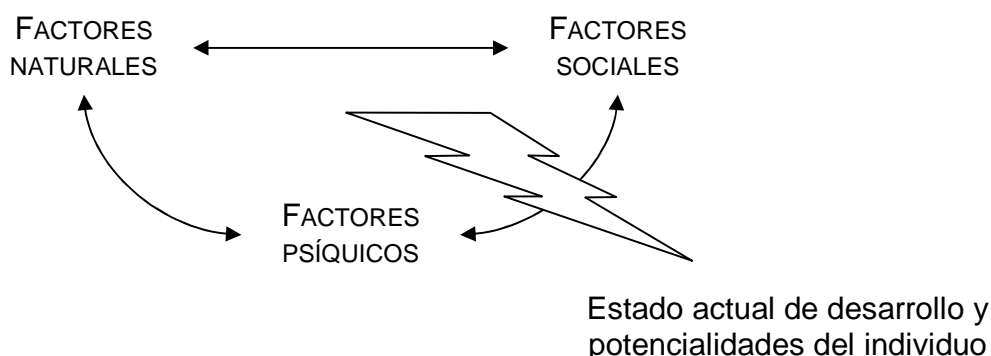 FACTORES
NATURALES
FACTORES
SOCIALES
FACTORES
PSÍQUICOS
Estado actual de desarrollo y
potencialidades del individuo